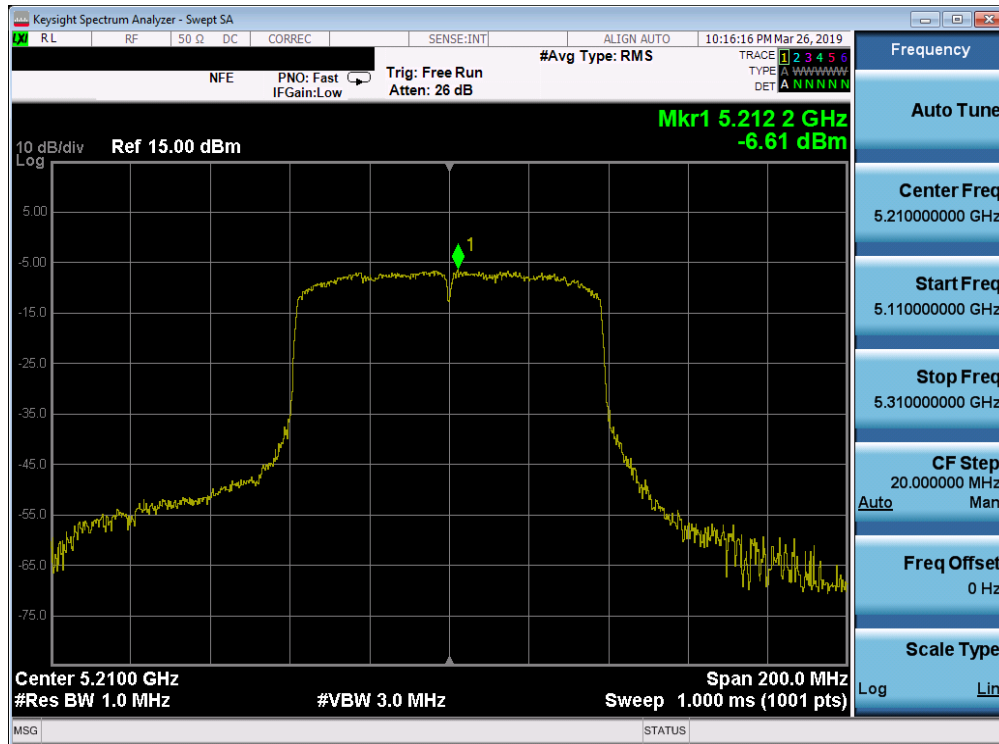 Keysight Spectrum Analyzer - Swept SA
LXI RL RF 50 Ω DC CORREC SENSE:INT ALIGN AUTO 10:16:16 PM Mar 26, 2019
Frequency
#Avg Type: RMS
TRACE 1 2 3 4 5 6
NFE PNO: Fast Trig: Free Run TYPE A WWWWW
IFGain:Low Atten: 26 dB DET A N N N N N
Auto Tune
Mkr1 5.212 2 GHz
-6.61 dBm
10 dB/div Ref 15.00 dBm
Log
Center Freq
5.210000000 GHz
5.00
1
-5.00
Start Freq
5.110000000 GHz
-15.0
-25.0
Stop Freq
5.310000000 GHz
-35.0
-45.0
CF Step
20.000000 MHz
Auto Man
-55.0
-65.0
Freq Offset
0 Hz
-75.0
Scale Type
Log Lin
Center 5.2100 GHz Span 200.0 MHz
#Res BW 1.0 MHz #VBW 3.0 MHz Sweep 1.000 ms (1001 pts)
MSG STATUS